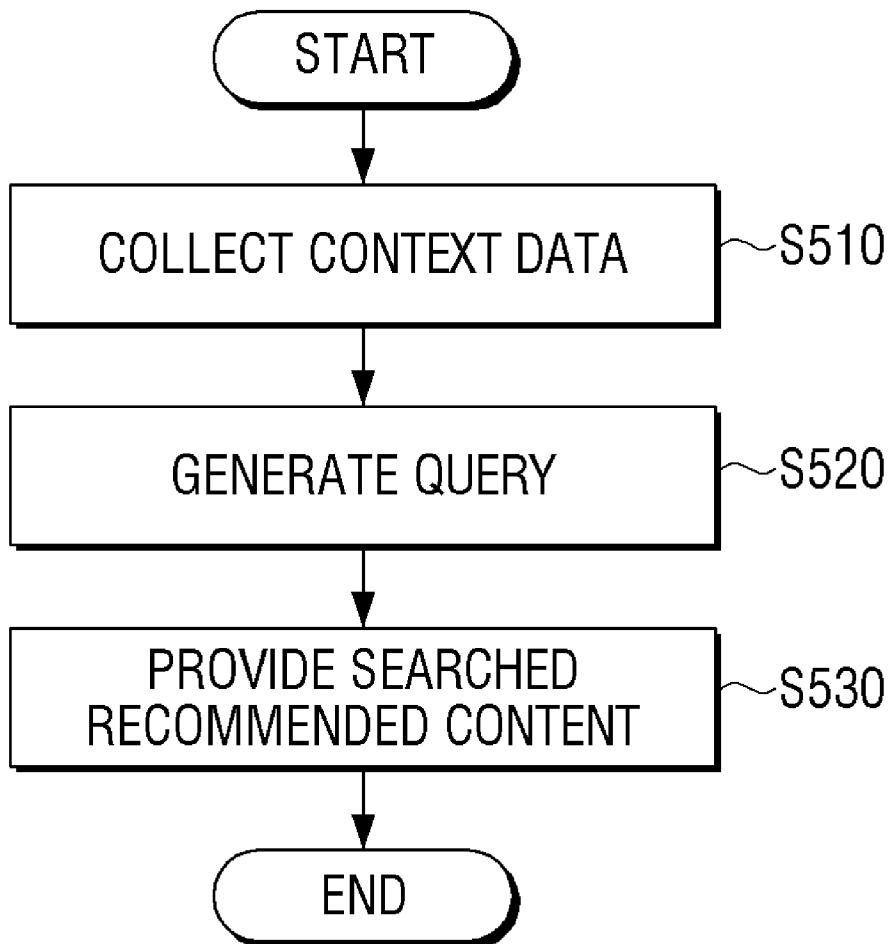 START
COLLECT CONTEXT DATA
S510
GENERATE QUERY
S520
PROVIDE SEARCHED
RECOMMENDED CONTENT
S530
END